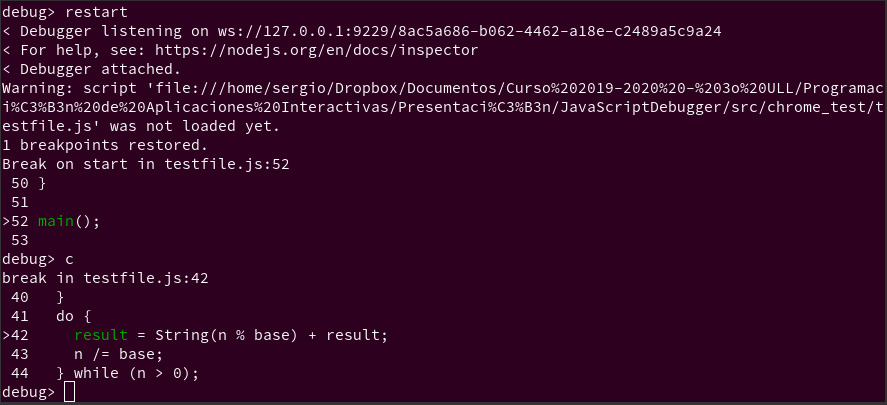 debug> restart
< Debugger listening on ws://127.0.0.1:9229/8ac5a686-b062-4462-a18e-c2489a5c9a24
< For help, see: https://nodejs.org/en/docs/inspector
< Debugger attached.
Warning: script 'file:///home/sergio/Dropbox/Documentos/Curso%202019-2020%20-%203o%20ULL/Programac
i%C3%B3n%20de%20Aplicaciones%20Interactivas/Presentaci%C3%B3n/JavaScriptDebugger/src/chrome_test/t
estfile.js' was not loaded yet.
1 breakpoints restored.
Break on start in testfile.js:52
 50 }
 51
>52 main();
 53
debug> c
break in testfile.js:42
 40   }
 41   do {
>42     result = String(n % base) + result;
 43     n /= base;
 44   } while (n > 0);
debug>